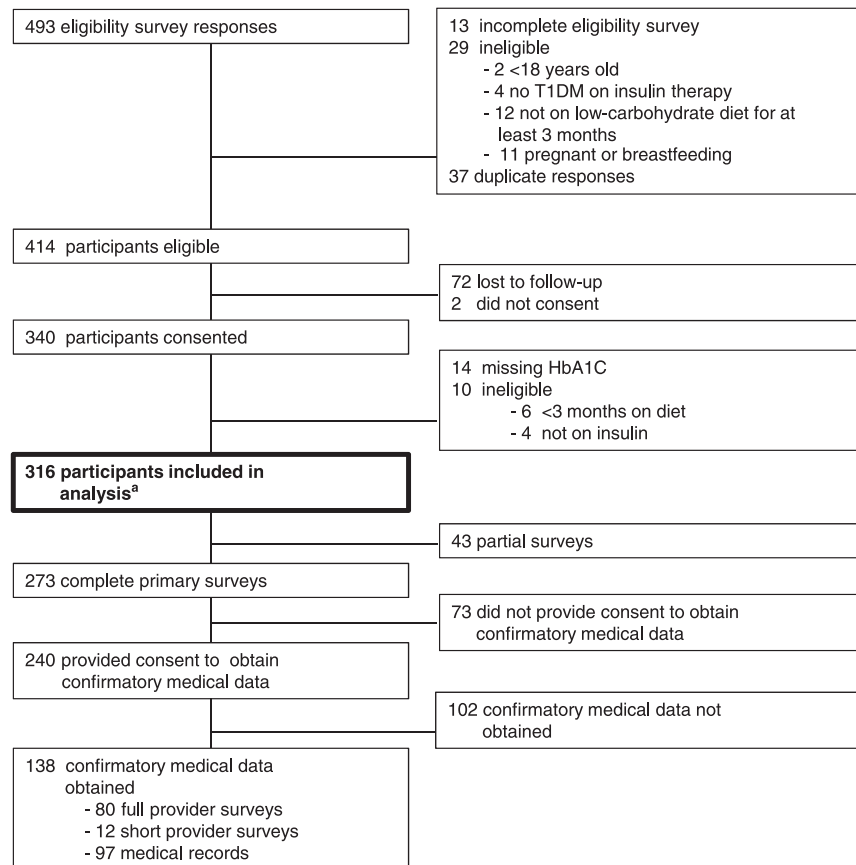 493 eligibility survey responses
13 incomplete eligibility survey
29 ineligible
- 2 <18 years old
- 4 no T1DM on insulin therapy
- 12 not on low-carbohydrate diet for at
least 3 months
- 11 pregnant or breastfeeding
37 duplicate responses
414 participants eligible
72 lost to follow-up
2 did not consent
340 participants consented
14 missing HbA1C
10 ineligible
- 6 <3 months on diet
- 4 not on insulin
316 participants included in
analysisa
43 partial surveys
273 complete primary surveys
73 did not provide consent to obtain
confirmatory medical data
240 provided consent to obtain
confirmatory medical data
102 confirmatory medical data not
obtained
138 confirmatory medical data
obtained
- 80 full provider surveys
- 12 short provider surveys
- 97 medical records